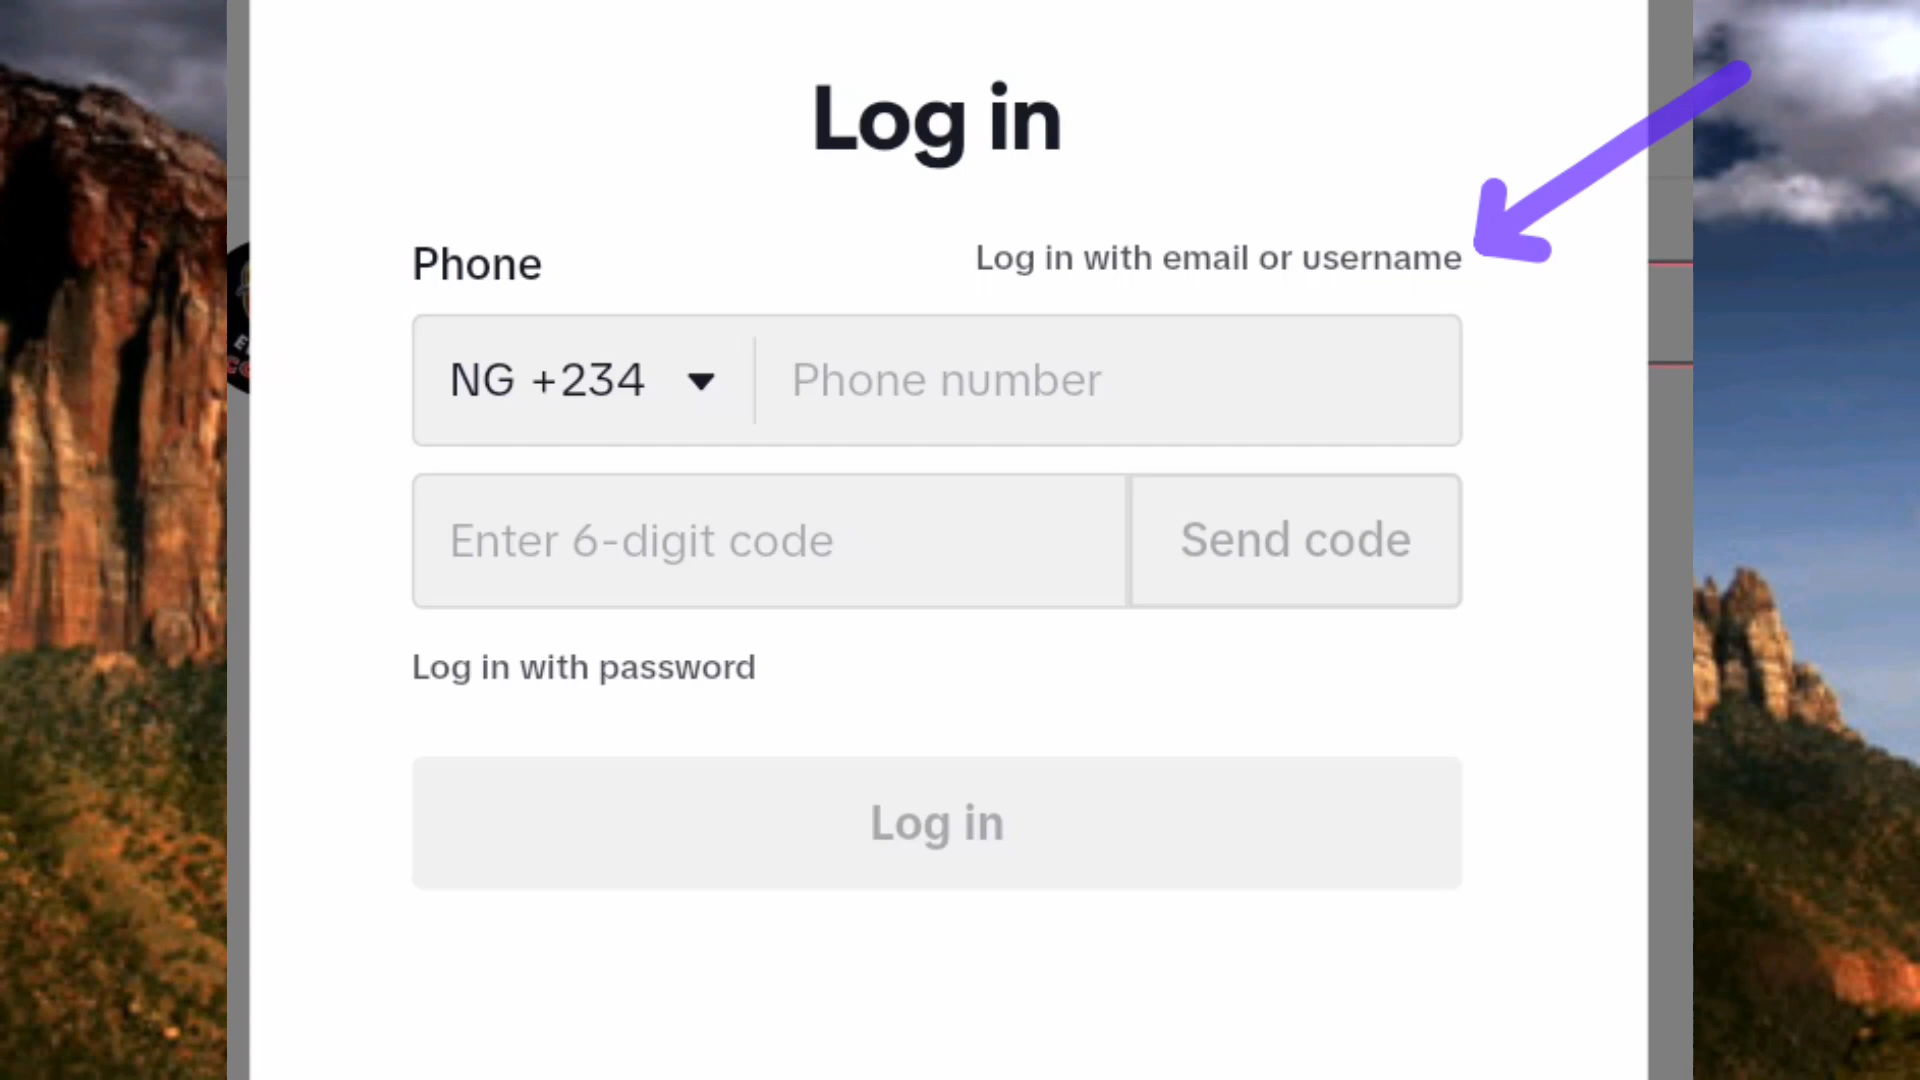 Log in
Phone
Log in with email or username
NG +234
Phone number
Enter 6-digit code
Send code
Log in with password
Log in